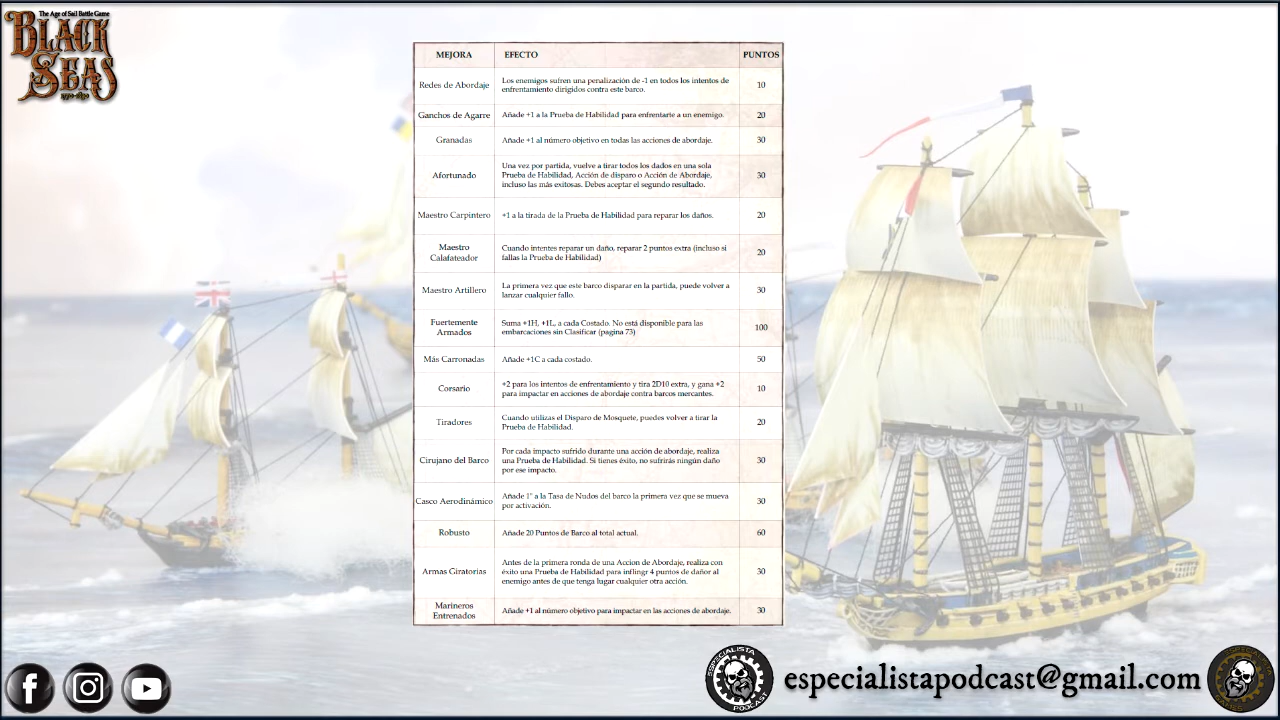 The Age of Sail Battle Game
BLACK
SEAS
1770-1830
MEJORA EFECTO PUNTOS
Redes de Abordaje Los enemigos sufren una penalización de -1 en todos los intentos de 10
enfrentamiento dirigidos contra este barco.
Ganchos de Agarre Añade +1 a la Prueba de Habilidad para enfrentarte a un enemigo. 20
Granadas Añade +1 al número objetivo en todas las acciones de abordaje. 30
Una vez por partida, vuelve a tirar todos los dados en una sola
Afortunado Prueba de Habilidad, Acción de disparo o Acción de Abordaje, 30
incluso las más exitosas. Debes aceptar el segundo resultado.
Maestro Carpintero +1 a la tirada de la Prueba de Habilidad para reparar los daños. 20
Maestro Cuando intentes reparar un daño, reparar 2 puntos extra (incluso si 20
Calafateador fallas la Prueba de Habilidad)
Maestro Artillero La primera vez que este barco disparar en la partida, puede volver a 30
lanzar cualquier fallo.
Fuertemente Suma +1H, +1L, a cada Costado. No está disponible para las 100
Armados embarcaciones sin Clasificar (pagina 73)
Más Carronadas Añade +1C a cada costado. 50
Corsario +2 para los intentos de enfrentamiento y tira 2D10 extra, y gana +2 10
para impactar en acciones de abordaje contra barcos mercantes.
Tiradores Cuando utilizas el Disparo de Mosquete, puedes volver a tirar la 20
Prueba de Habilidad.
Por cada impacto sufrido durante una acción de abordaje, realiza
Cirujano del Barco una Prueba de Habilidad. Si tienes éxito, no sufrirás ningún daño 30
por ese impacto.
Casco Aerodinámico Añade 1" a la Tasa de Nudos del barco la primera vez que se mueva 30
por activación.
Robusto Añade 20 Puntos de Barco al total actual. 60
Antes de la primera ronda de una Accion de Abordaje, realiza con
Armas Giratorias éxito una Prueba de Habilidad para inflingr 4 puntos de dañor al 30
enemigo antes de que tenga lugar cualquier otra acción.
Marineros Añade +1 al número objetivo para impactar en las acciones de abordaje. 30
Entrenados
ESPECIALISTA
PODCAST
especialistapodcast@gmail.com
ESPECIALISTA